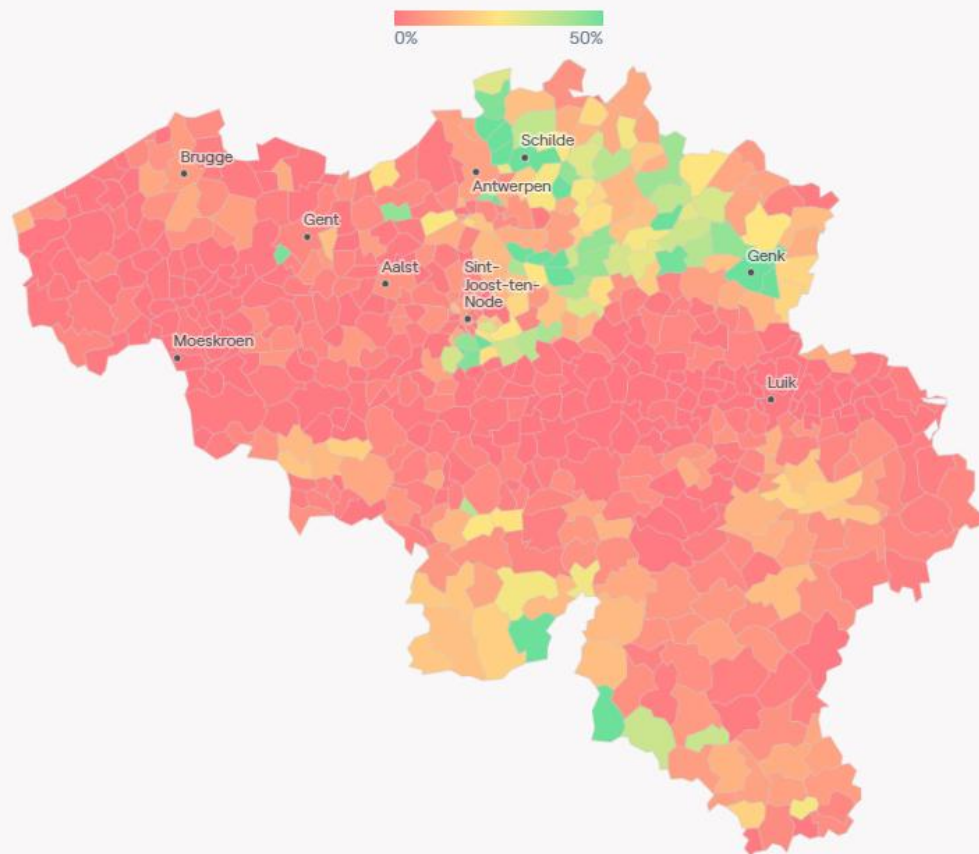 0%
50%
Schilde
Brugge
Antwerpen
Gent
Genk
Aalst
Sint-
Joost-ten-
Node
Moeskroen
Luik